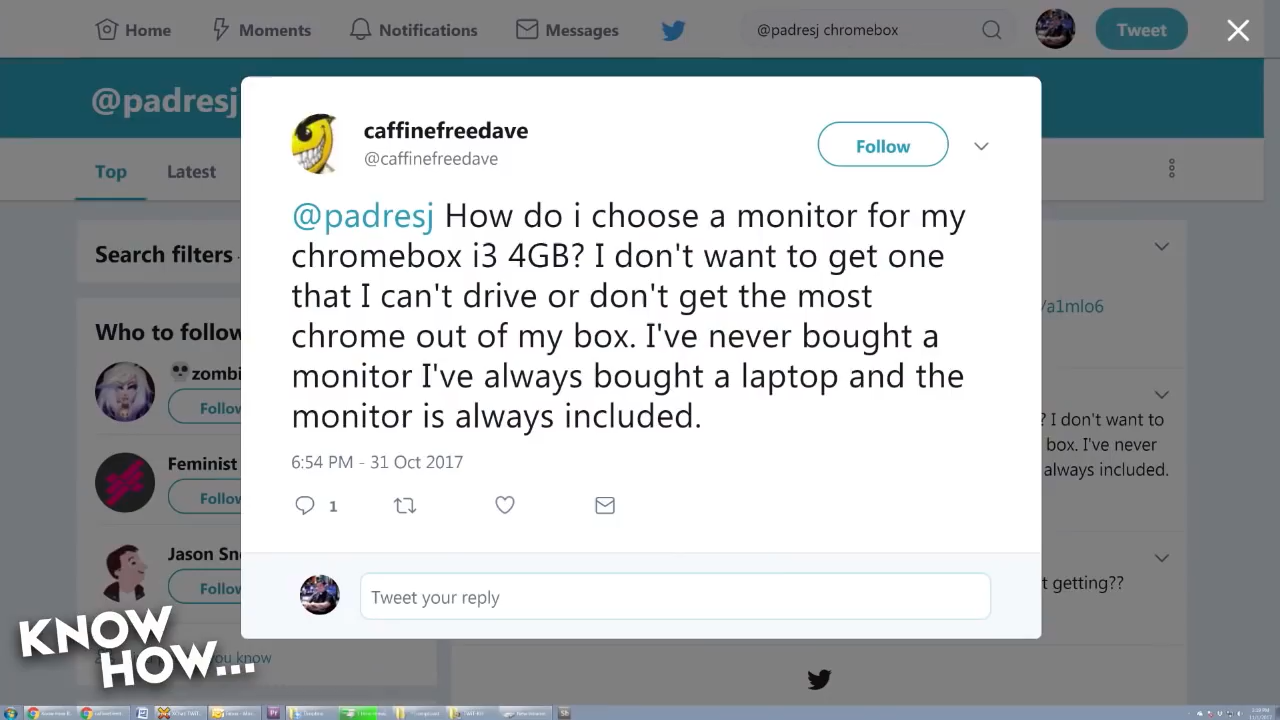 Home Moments Notifications Messages @padresj chromebox Tweet
@padresj
Top Latest
Search filters
Who to follow
zombi
Follow
Feminist
Follow
Jason Sn
Follow
you know
caffinefreedave
@caffinefreedave
Follow
@padresj How do i choose a monitor for my
chromebox i3 4GB? I don't want to get one
that I can't drive or don't get the most
chrome out of my box. I've never bought a
monitor I've always bought a laptop and the
monitor is always included.
6:54 PM - 31 Oct 2017
1
Tweet your reply
/a1mlo6
? I don't want to
box. I've never
always included.
t getting??
KNOW
HOW...